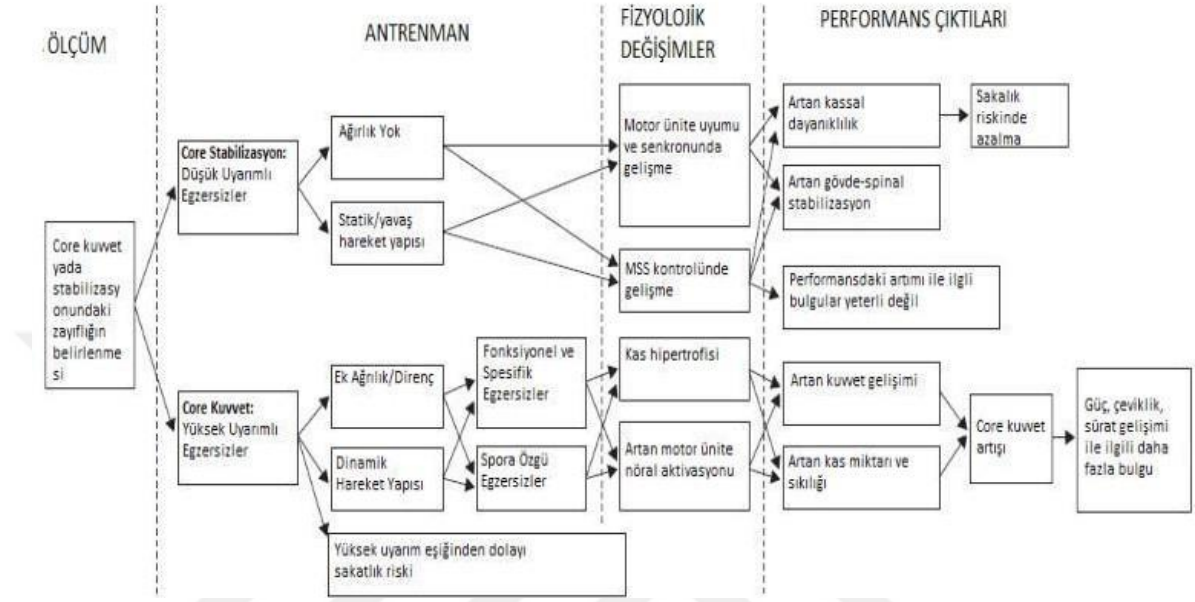 ÖLÇÜM
ANTRENMAN
FİZYOLOJİK
DEĞİŞİMLER
PERFORMANS ÇIKTILARI
Core kuvvet
yada
stabilizasy
onundaki
zayıflığın
belirlenme
si
Core Stabilizasyon:
Düşük Uyarımlı
Egzersizler
Ağırlık Yok
Statik/yavaş
hareket yapısı
Motor ünite uyumu
ve senkronunda
gelişme
MSS kontrolünde
gelişme
Artan kassal
dayanıklılık
Sakalık
riskinde
azalma
Artan gövde-spinal
stabilizasyon
Performansdaki artımı ile ilgli
bulgular yeterli değil
Core Kuvvet:
Yüksek Uyarımlı
Egzersizler
Ek Ağrılık/Direnç
Dinamik
Hareket Yapısı
Fonksiyonel ve
Spesifik
Egzersizler
Spora Özgü
Egzersizler
Yüksek uyarım eşiğinden dolayı
sakatlık riski
Kas hipertrofisi
Artan motor ünite
nöral aktivasyonu
Artan kuvvet gelişimi
Artan kas miktarı ve
sıkılığı
Core kuvvet
artışı
Güç, çeviklik,
sürat gelişimi
ile ilgili daha
fazla bulgu